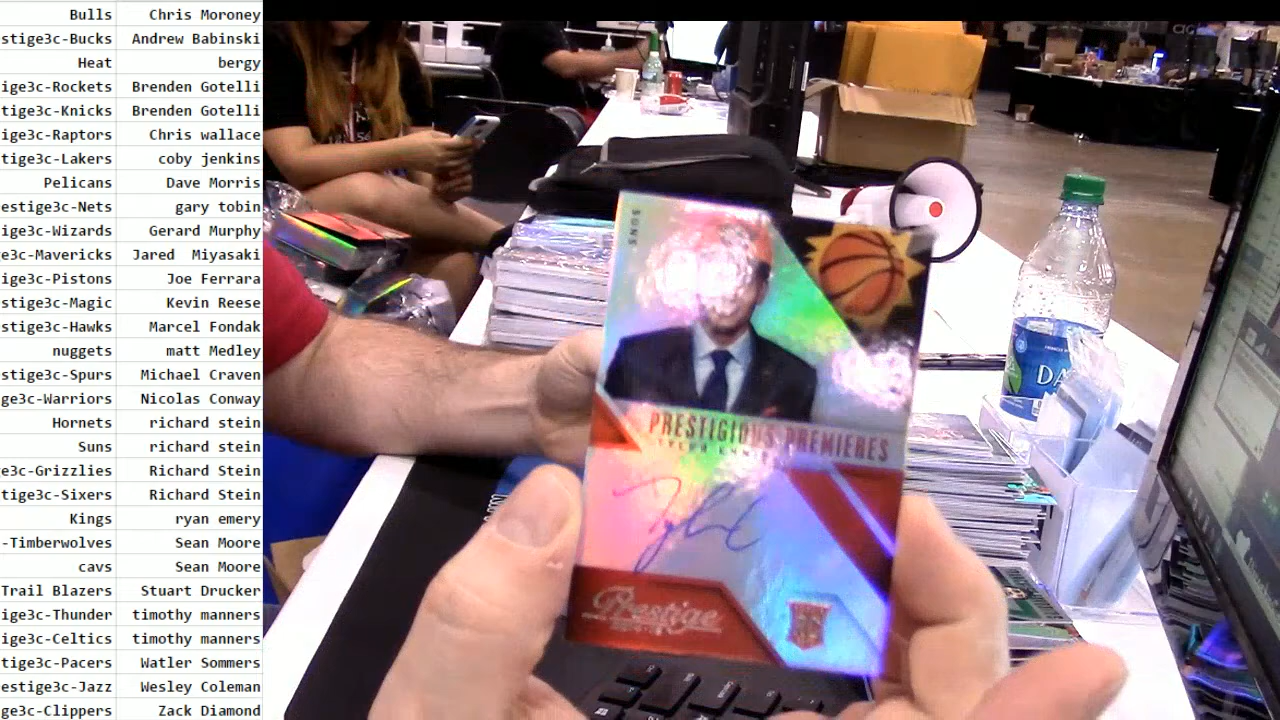 Bulls Chris Moroney
stige3c-Bucks Andrew Babinski
Heat bergy
ige3c-Rockets Brenden Gotelli
ige3c-Knicks Brenden Gotelli
ige3c-Raptors Chris wallace
tige3c-Lakers coby jenkins
Pelicans Dave Morris
estige3c-Nets gary tobin
ige3c-Wizards Gerard Murphy
e3c-Mavericks Jared Miyasaki
ige3c-Pistons Joe Ferrara
tige3c-Magic Kevin Reese
stige3c-Hawks Marcel Fondak
nuggets matt Medley
stige3c-Spurs Michael Craven
ge3c-Warriors Nicolas Conway
Hornets richard stein
Suns richard stein
e3c-Grizzlies Richard Stein
tige3c-Sixers Richard Stein
Kings ryan emery
-Timberwolves Sean Moore
cavs Sean Moore
Trail Blazers Stuart Drucker
ige3c-Thunder timothy manners
ige3c-Celtics timothy manners
tige3c-Pacers Watler Sommers
estige3c-Jazz Wesley Coleman
ge3c-Clippers Zack Diamond
SUNS
PRESTIGIOUS PREMIERES
TYLER ENNIS
Prestige
RC
DA